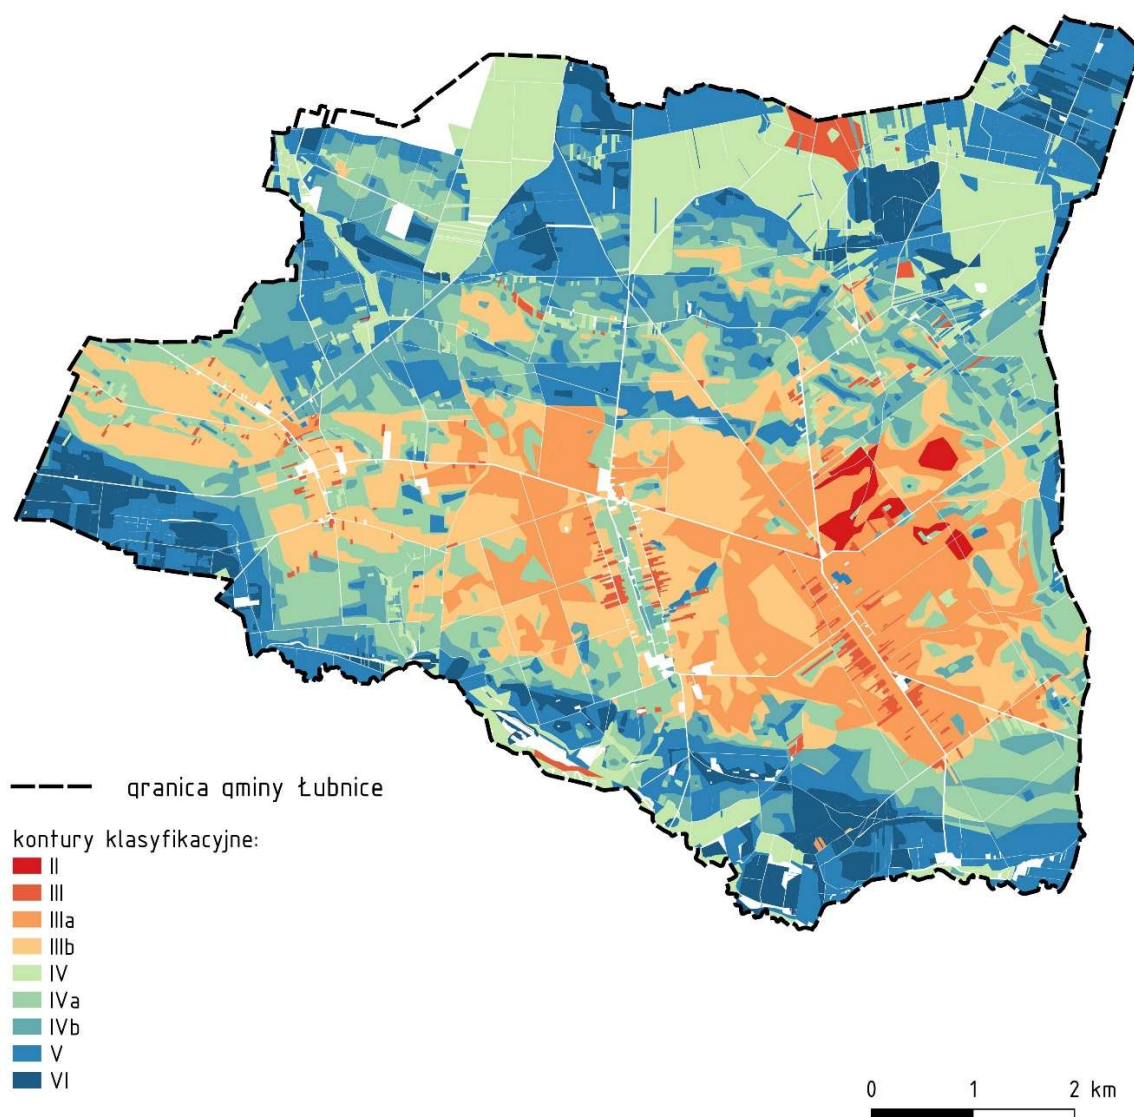 granica gminy Łubnice
kontury klasyfikacyjne:
II
III
IIIa
IIIb
IV
IVa
IVb
V
VI
0 1 2 km